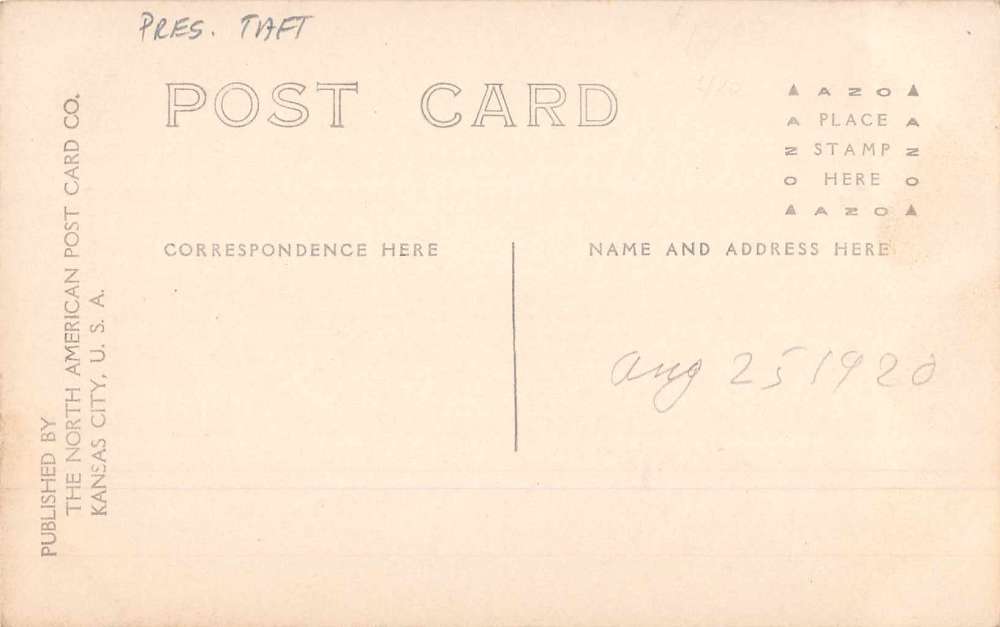 PRES. TAFT
POST CARD
AZO
A PLACE A
Z STAMP Z
O HERE O
AZO
PUBLISHED BY
THE NORTH AMERICAN POST CARD CO.
KANSAS CITY, U. S. A.
CORRESPONDENCE HERE
NAME AND ADDRESS HERE
Aug 25 1920